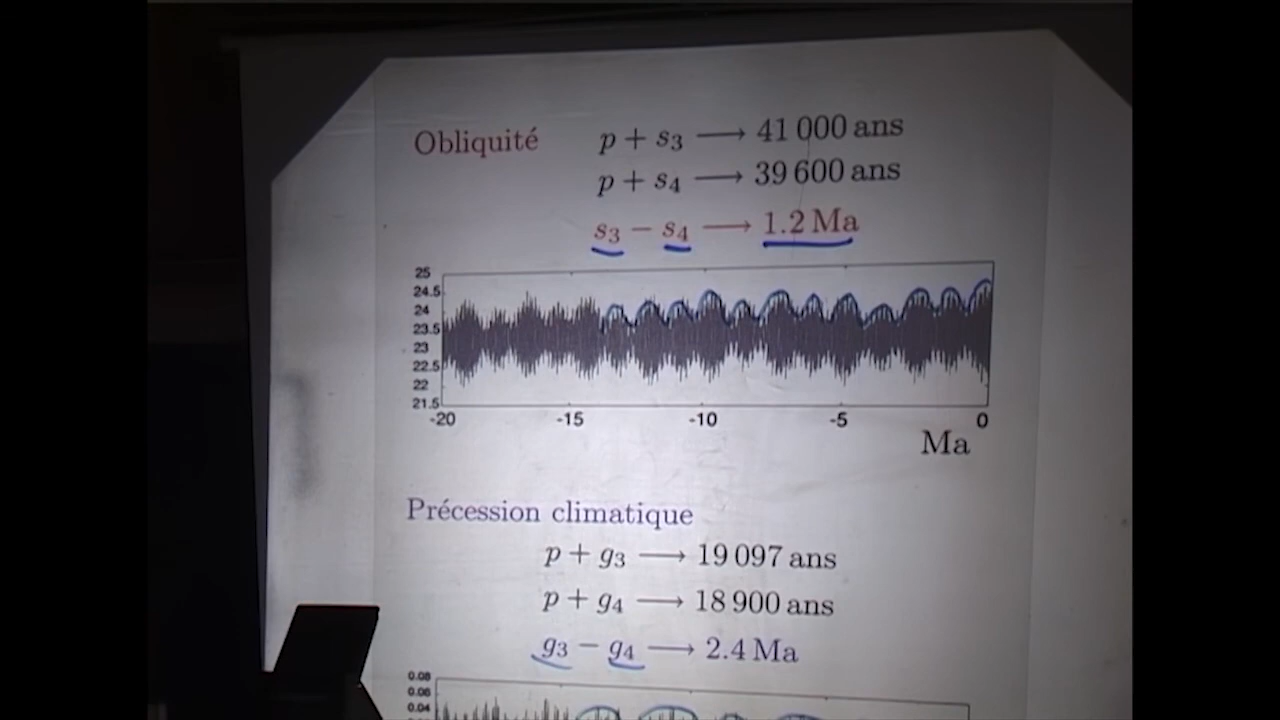 Obliquité p + s₃ ⟶ 41 000 ans
p + s₄ ⟶ 39 600 ans
s₃ − s₄ ⟶ 1.2 Ma
25
24.5
24
23.5
23
22.5
22
21.5
-20 -15 -10 -5 0
Ma
Précession climatique
p + g₃ ⟶ 19 097 ans
p + g₄ ⟶ 18 900 ans
g₃ − g₄ ⟶ 2.4 Ma
0.08
0.06
0.04